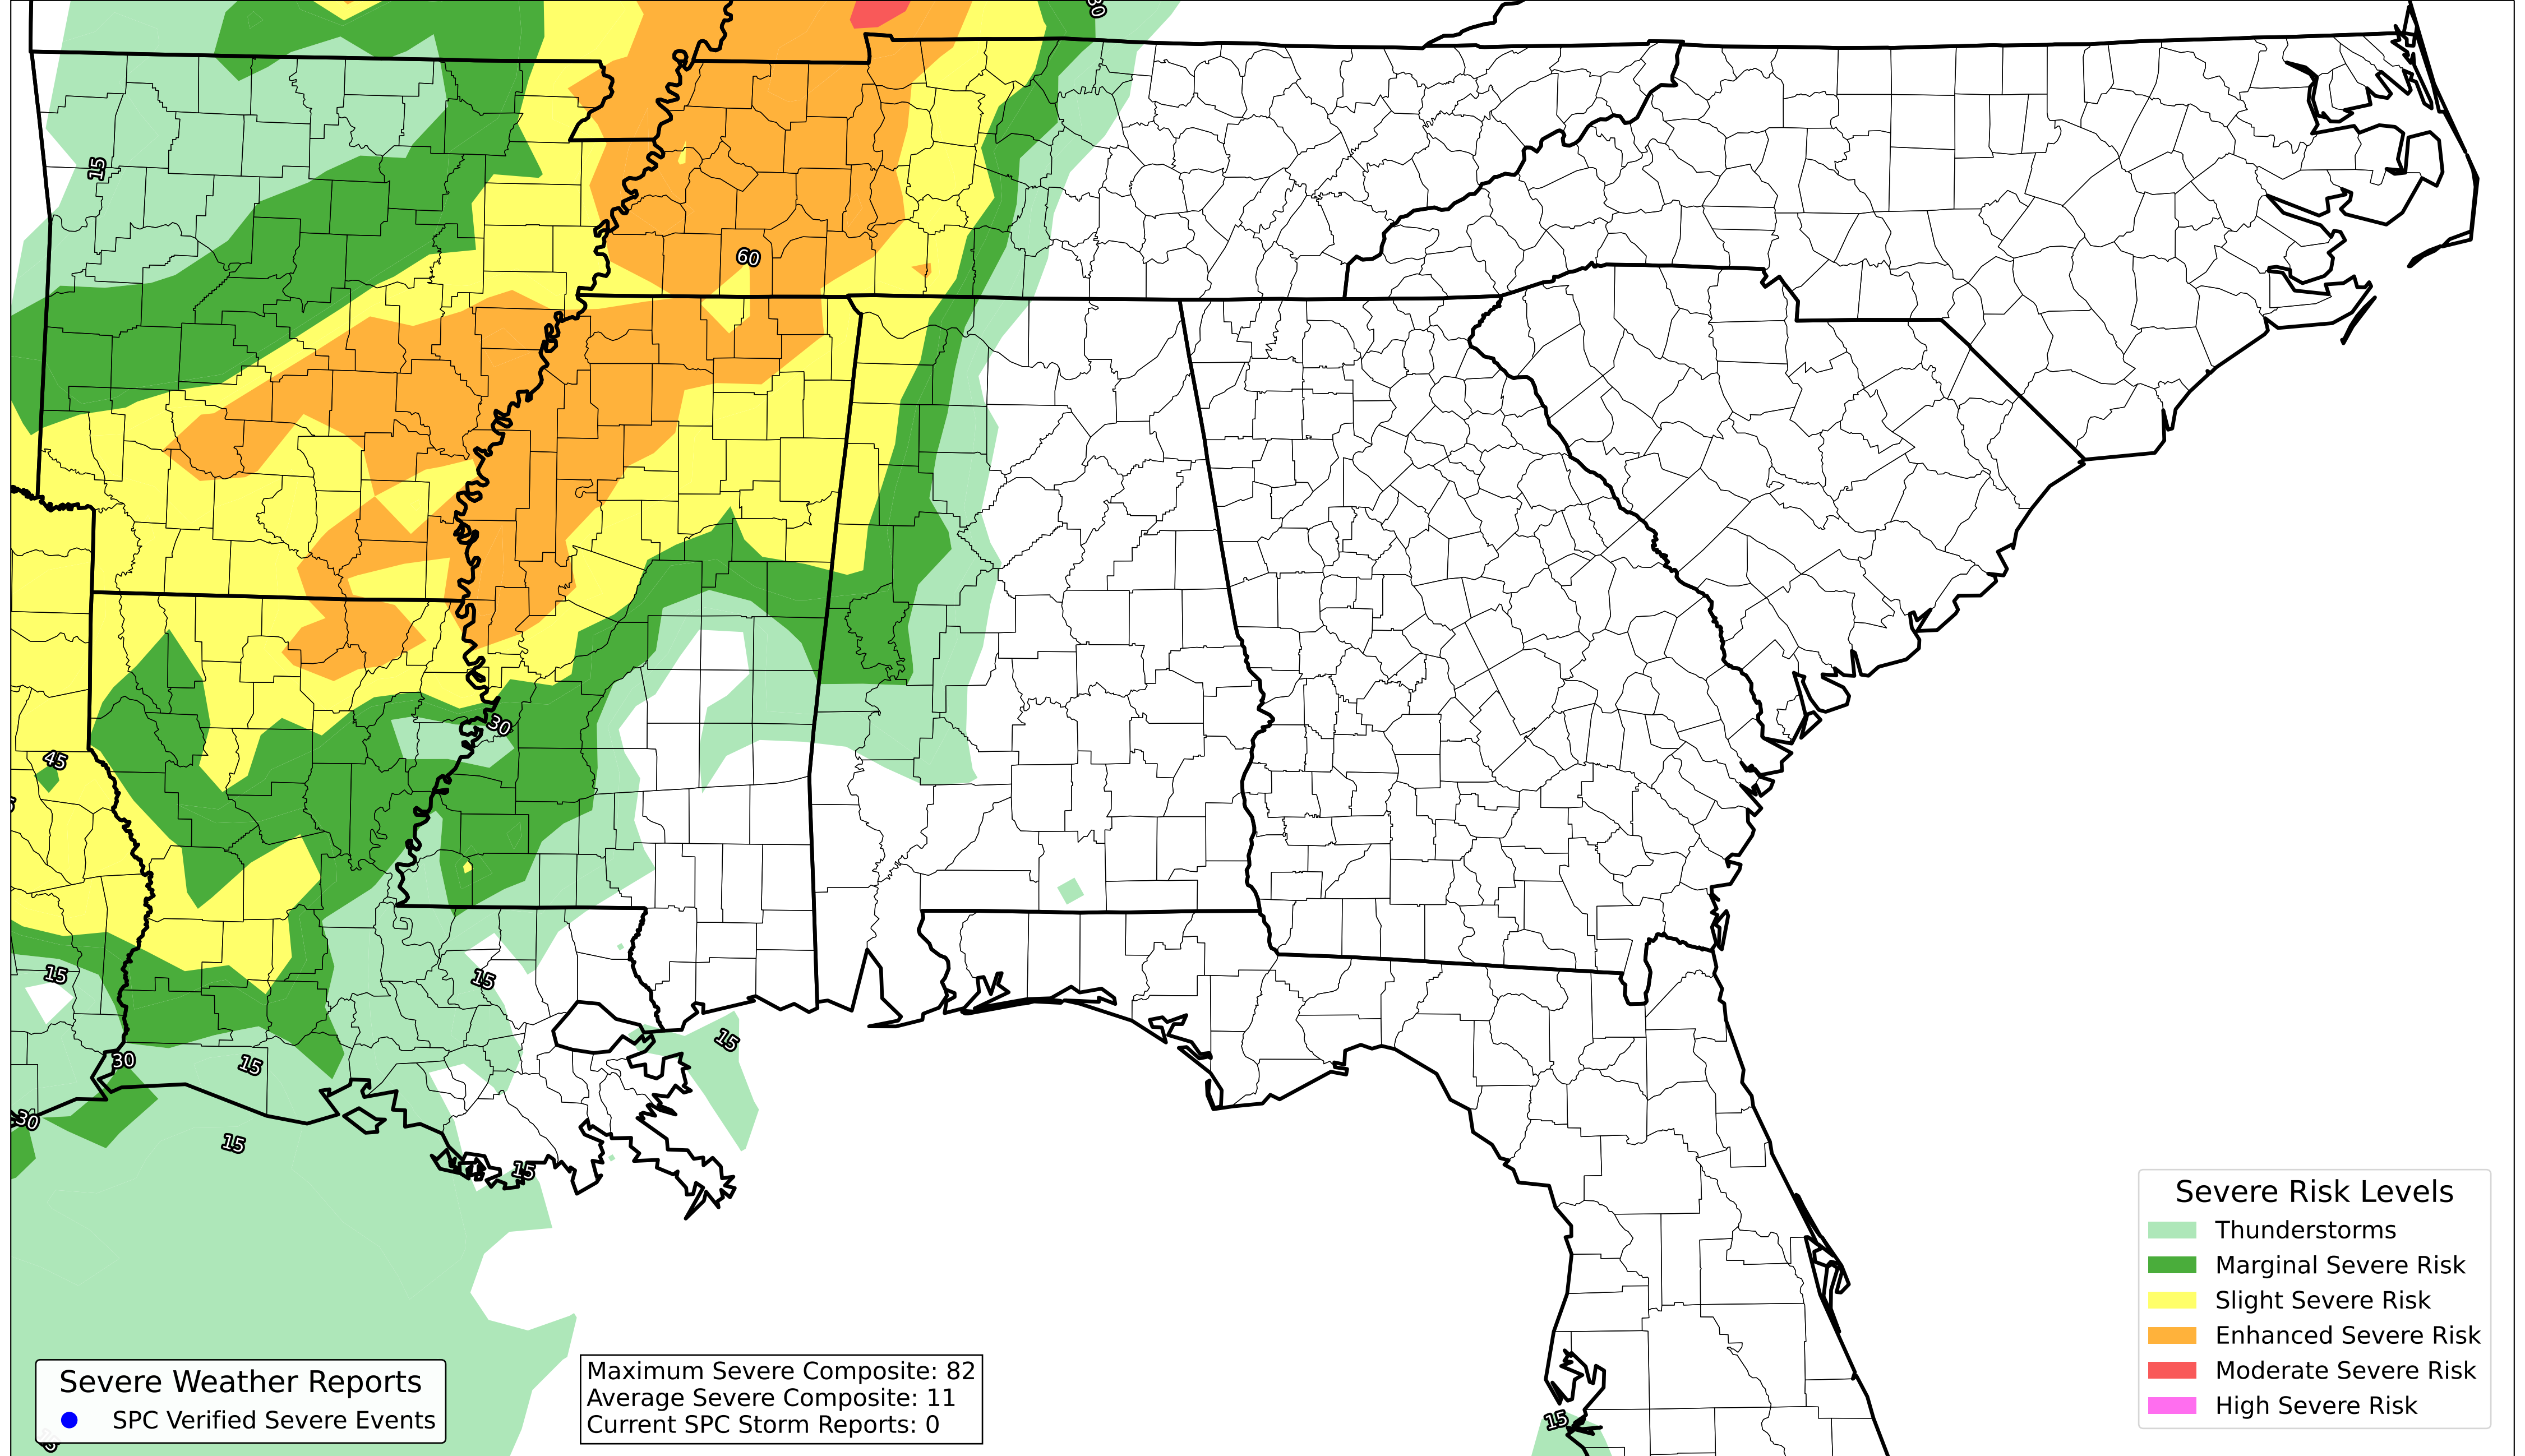 30
15
60
30
45
15
15
15
30
15
30
15
15
15
Severe Risk Levels
Thunderstorms
Marginal Severe Risk
Slight Severe Risk
Enhanced Severe Risk
Moderate Severe Risk
High Severe Risk
Severe Weather Reports
SPC Verified Severe Events
Maximum Severe Composite: 82
Average Severe Composite: 11
Current SPC Storm Reports: 0